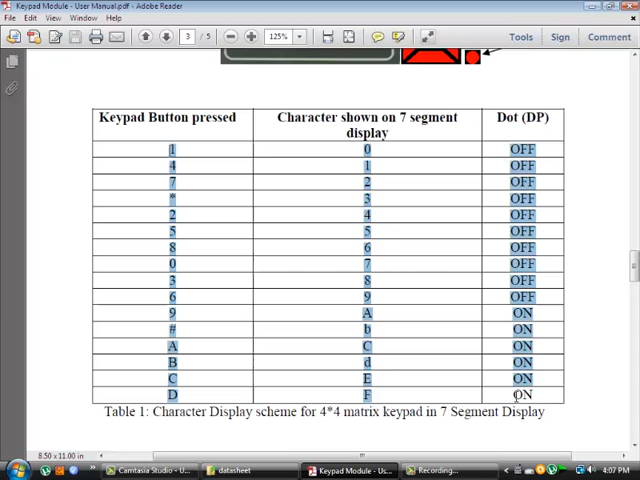 Keypad Module - User Manual.pdf - Adobe Reader
File Edit View Window Help
3 / 5 125% Tools Sign Comment
Keypad Button pressed Character shown on 7 segment display Dot (DP)
1 0 OFF
4 1 OFF
7 2 OFF
* 3 OFF
2 4 OFF
5 5 OFF
8 6 OFF
0 7 OFF
3 8 OFF
6 9 OFF
9 A ON
# b ON
A C ON
B d ON
C E ON
D F ON
Table 1: Character Display scheme for 4*4 matrix keypad in 7 Segment Display
8.50 x 11.00 in
Camtasia Studio - U... datasheet Keypad Module - Us... Recording... 4:07 PM